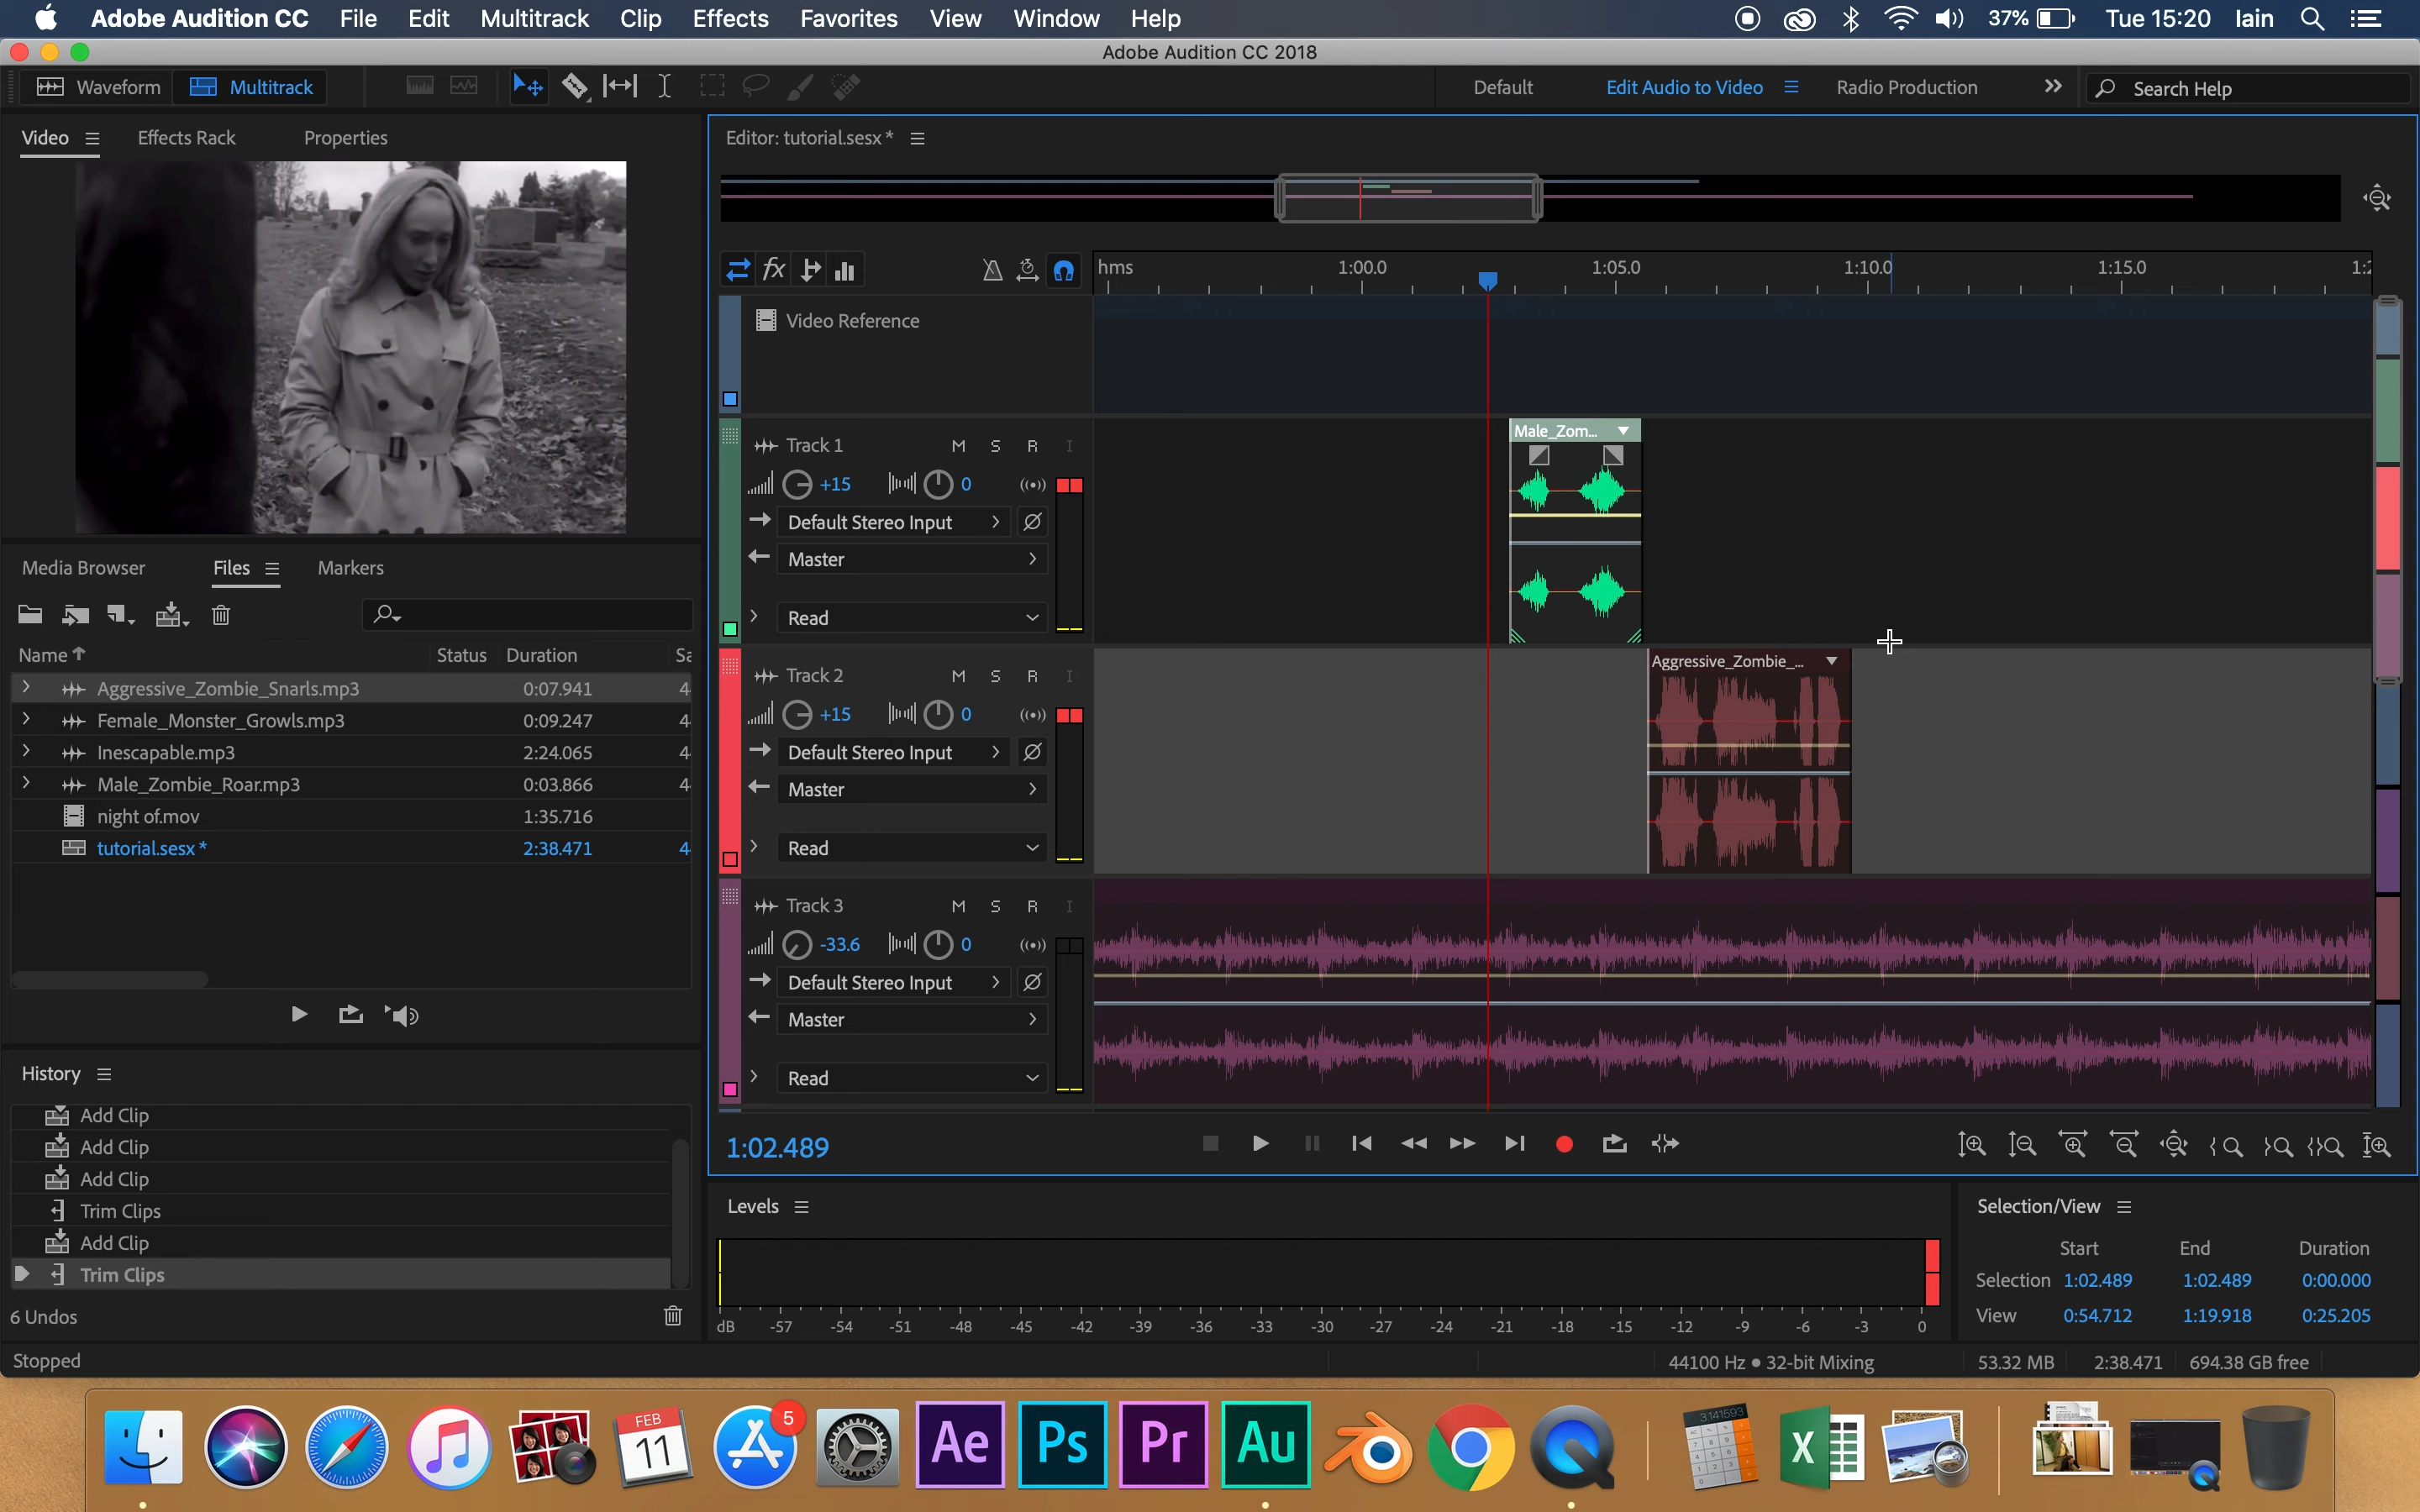 Adobe Audition CC File Edit Multitrack Clip Effects Favorites View Window Help 37% Tue 15:20 Iain
Adobe Audition CC 2018
Waveform Multitrack Default Edit Audio to Video Radio Production Search Help
Video Effects Rack Properties
Editor: tutorial.sesx *
hms 1:00.0 1:05.0 1:10.0 1:15.0
Video Reference
Track 1 M S R I
+15 0
Default Stereo Input
Master
Read
Male_Zom...
Track 2 M S R I
+15 0
Default Stereo Input
Master
Read
Aggressive_Zombie_...
Track 3 M S R I
-33.6 0
Default Stereo Input
Master
Read
Media Browser Files Markers
Name Status Duration Sa
Aggressive_Zombie_Snarls.mp3 0:07.941 4
Female_Monster_Growls.mp3 0:09.247 4
Inescapable.mp3 2:24.065 4
Male_Zombie_Roar.mp3 0:03.866 4
night of.mov 1:35.716
tutorial.sesx * 2:38.471 4
History
Add Clip
Add Clip
Add Clip
Trim Clips
Add Clip
Trim Clips
6 Undos
1:02.489
Levels
dB -57 -54 -51 -48 -45 -42 -39 -36 -33 -30 -27 -24 -21 -18 -15 -12 -9 -6 -3 0
Selection/View
Start End Duration
Selection 1:02.489 1:02.489 0:00.000
View 0:54.712 1:19.918 0:25.205
Stopped 44100 Hz ● 32-bit Mixing 53.32 MB 2:38.471 694.38 GB free
FEB
11
5
Ae Ps Pr Au
3.141593
X